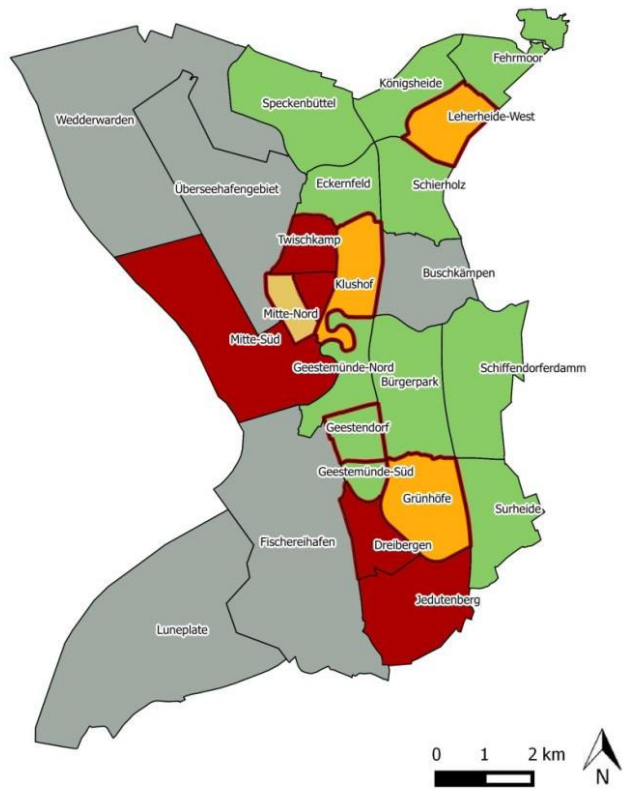 Fehrmoor
Königsheide
Speckenbüttel
Leherheide-West
Wedderwarden
Eckernfeld
Schierholz
Überseehafengebiet
Twischkamp
Buschkämpen
Klushof
Mitte-Nord
Mitte-Süd
Geestemünde-Nord
Schiffendorferdamm
Bürgerpark
Geestendorf
Geestemünde-Süd
Grünhöfe
Surheide
Fischereihafen
Dreibergen
Jedutenberg
Luneplate
0 1 2 km
N